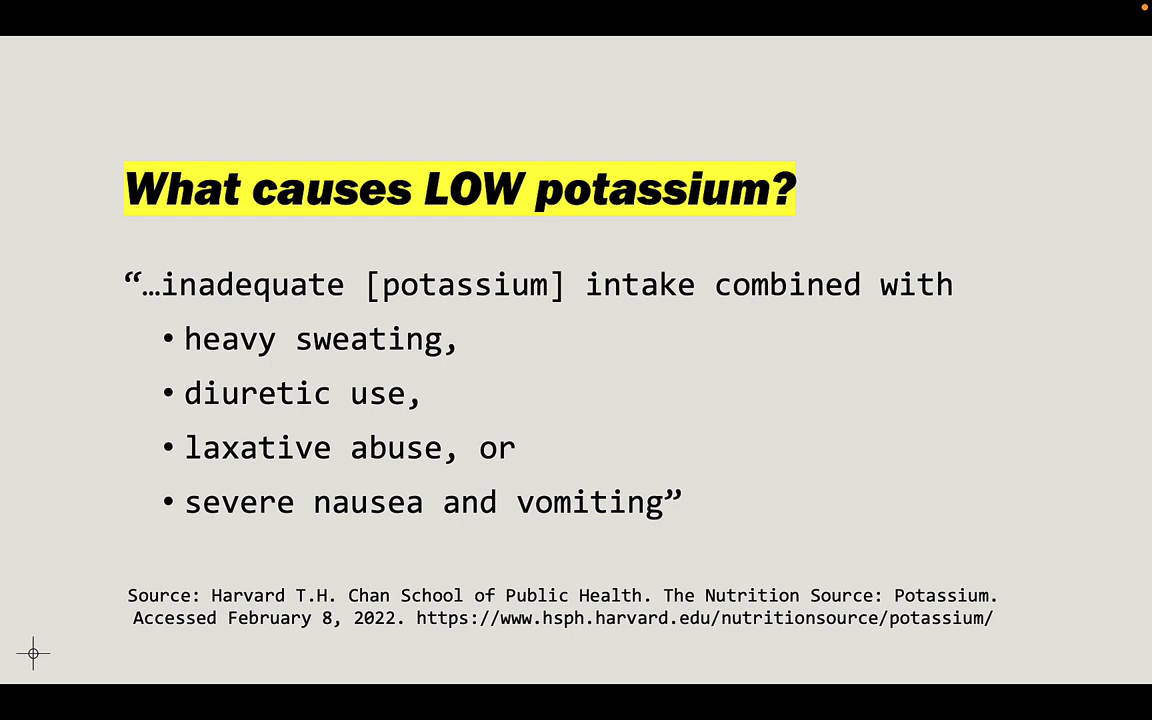 What causes LOW potassium?
“…inadequate [potassium] intake combined with
• heavy sweating,
• diuretic use,
• laxative abuse, or
• severe nausea and vomiting”
Source: Harvard T.H. Chan School of Public Health. The Nutrition Source: Potassium.
Accessed February 8, 2022. https://www.hsph.harvard.edu/nutritionsource/potassium/